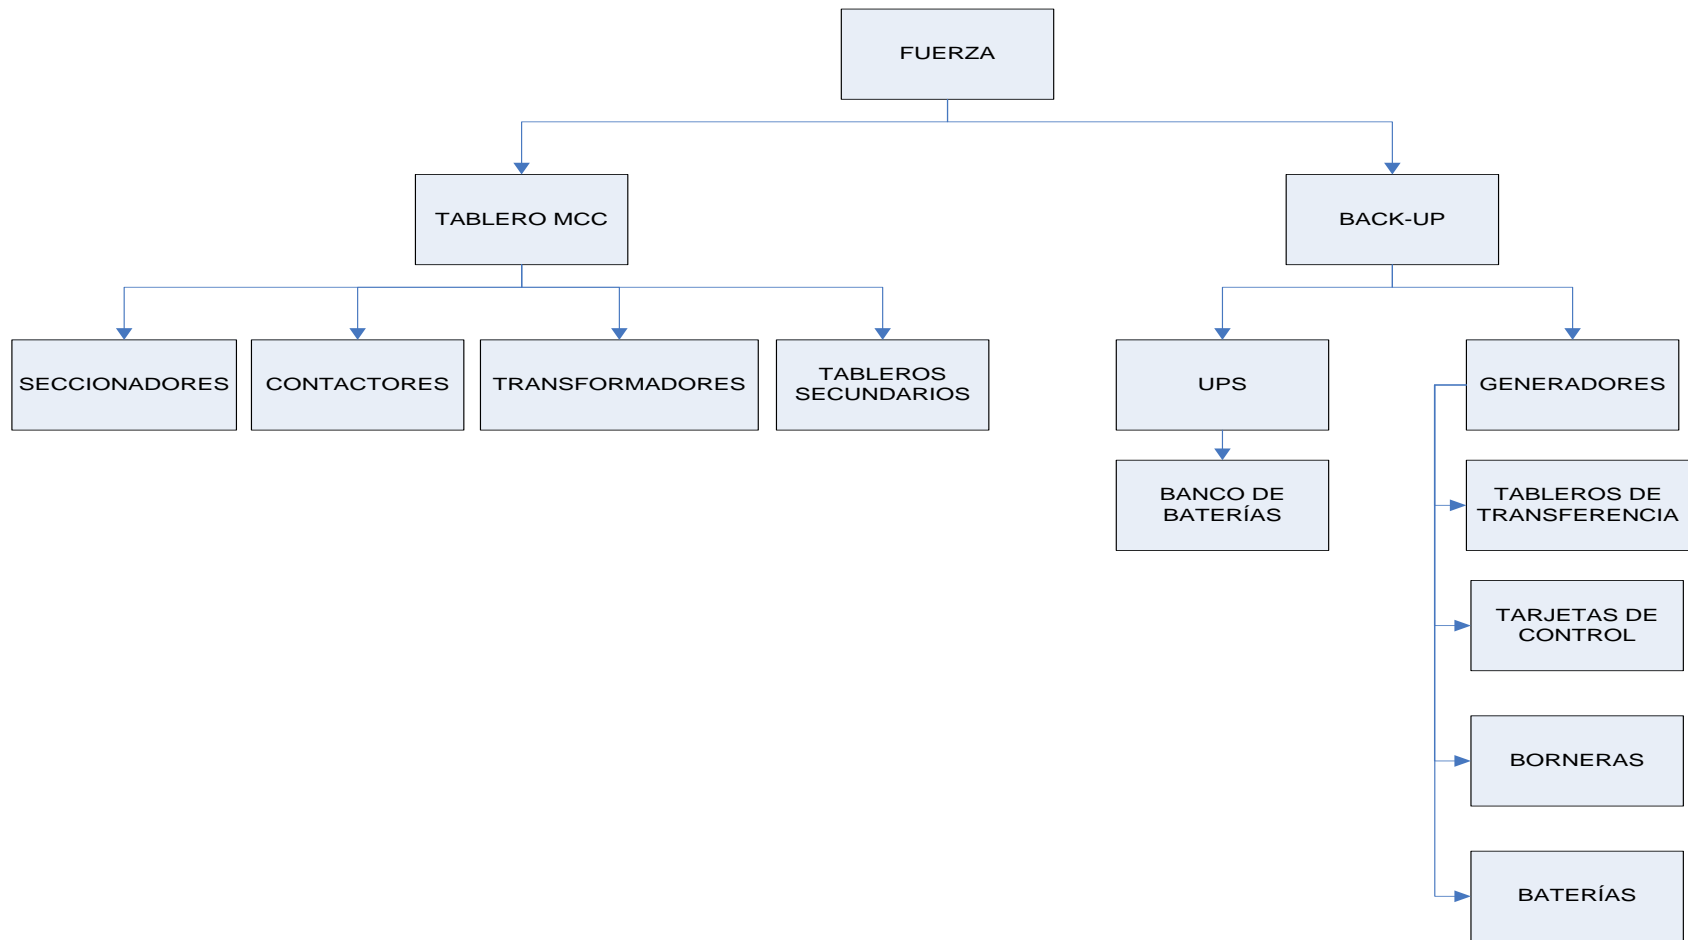 FUERZA
TABLERO MCC
BACK-UP
SECCIONADORES
CONTACTORES
TRANSFORMADORES
TABLEROS
SECUNDARIOS
UPS
GENERADORES
BANCO DE
BATERÍAS
TABLEROS DE
TRANSFERENCIA
TARJETAS DE
CONTROL
BORNERAS
BATERÍAS